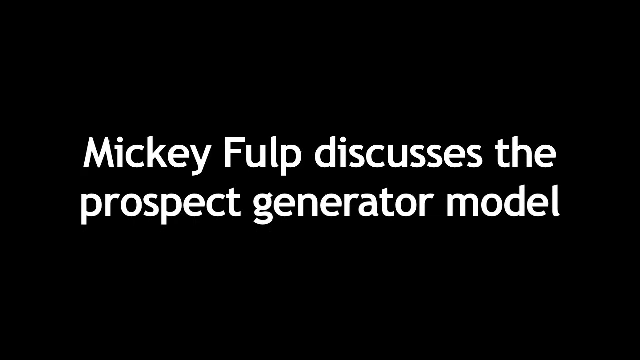 Mickey Fulp discusses the
prospect generator model